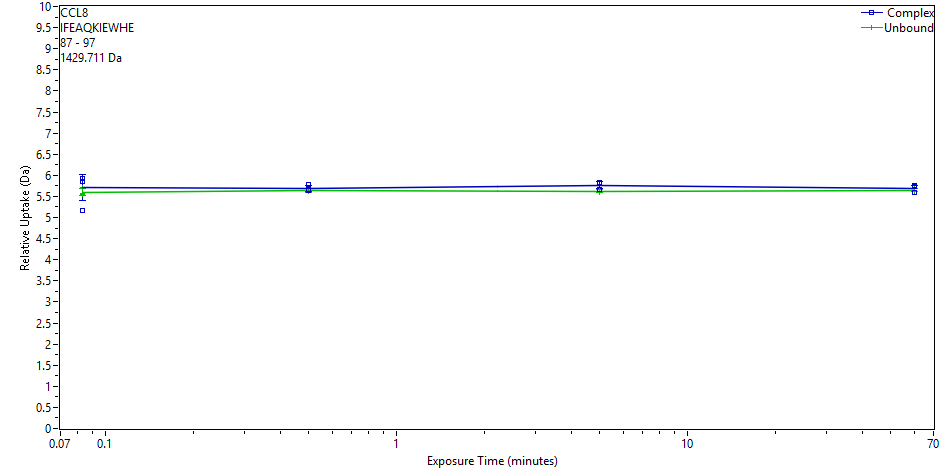 CCL8
IFEAQKIEWHE
87 - 97
1429.711 Da
Complex
Unbound
Relative Uptake (Da)
10
9.5
9
8.5
8
7.5
7
6.5
6
5.5
5
4.5
4
3.5
3
2.5
2
1.5
1
0.5
0
0.07 0.1 1 10 70
Exposure Time (minutes)